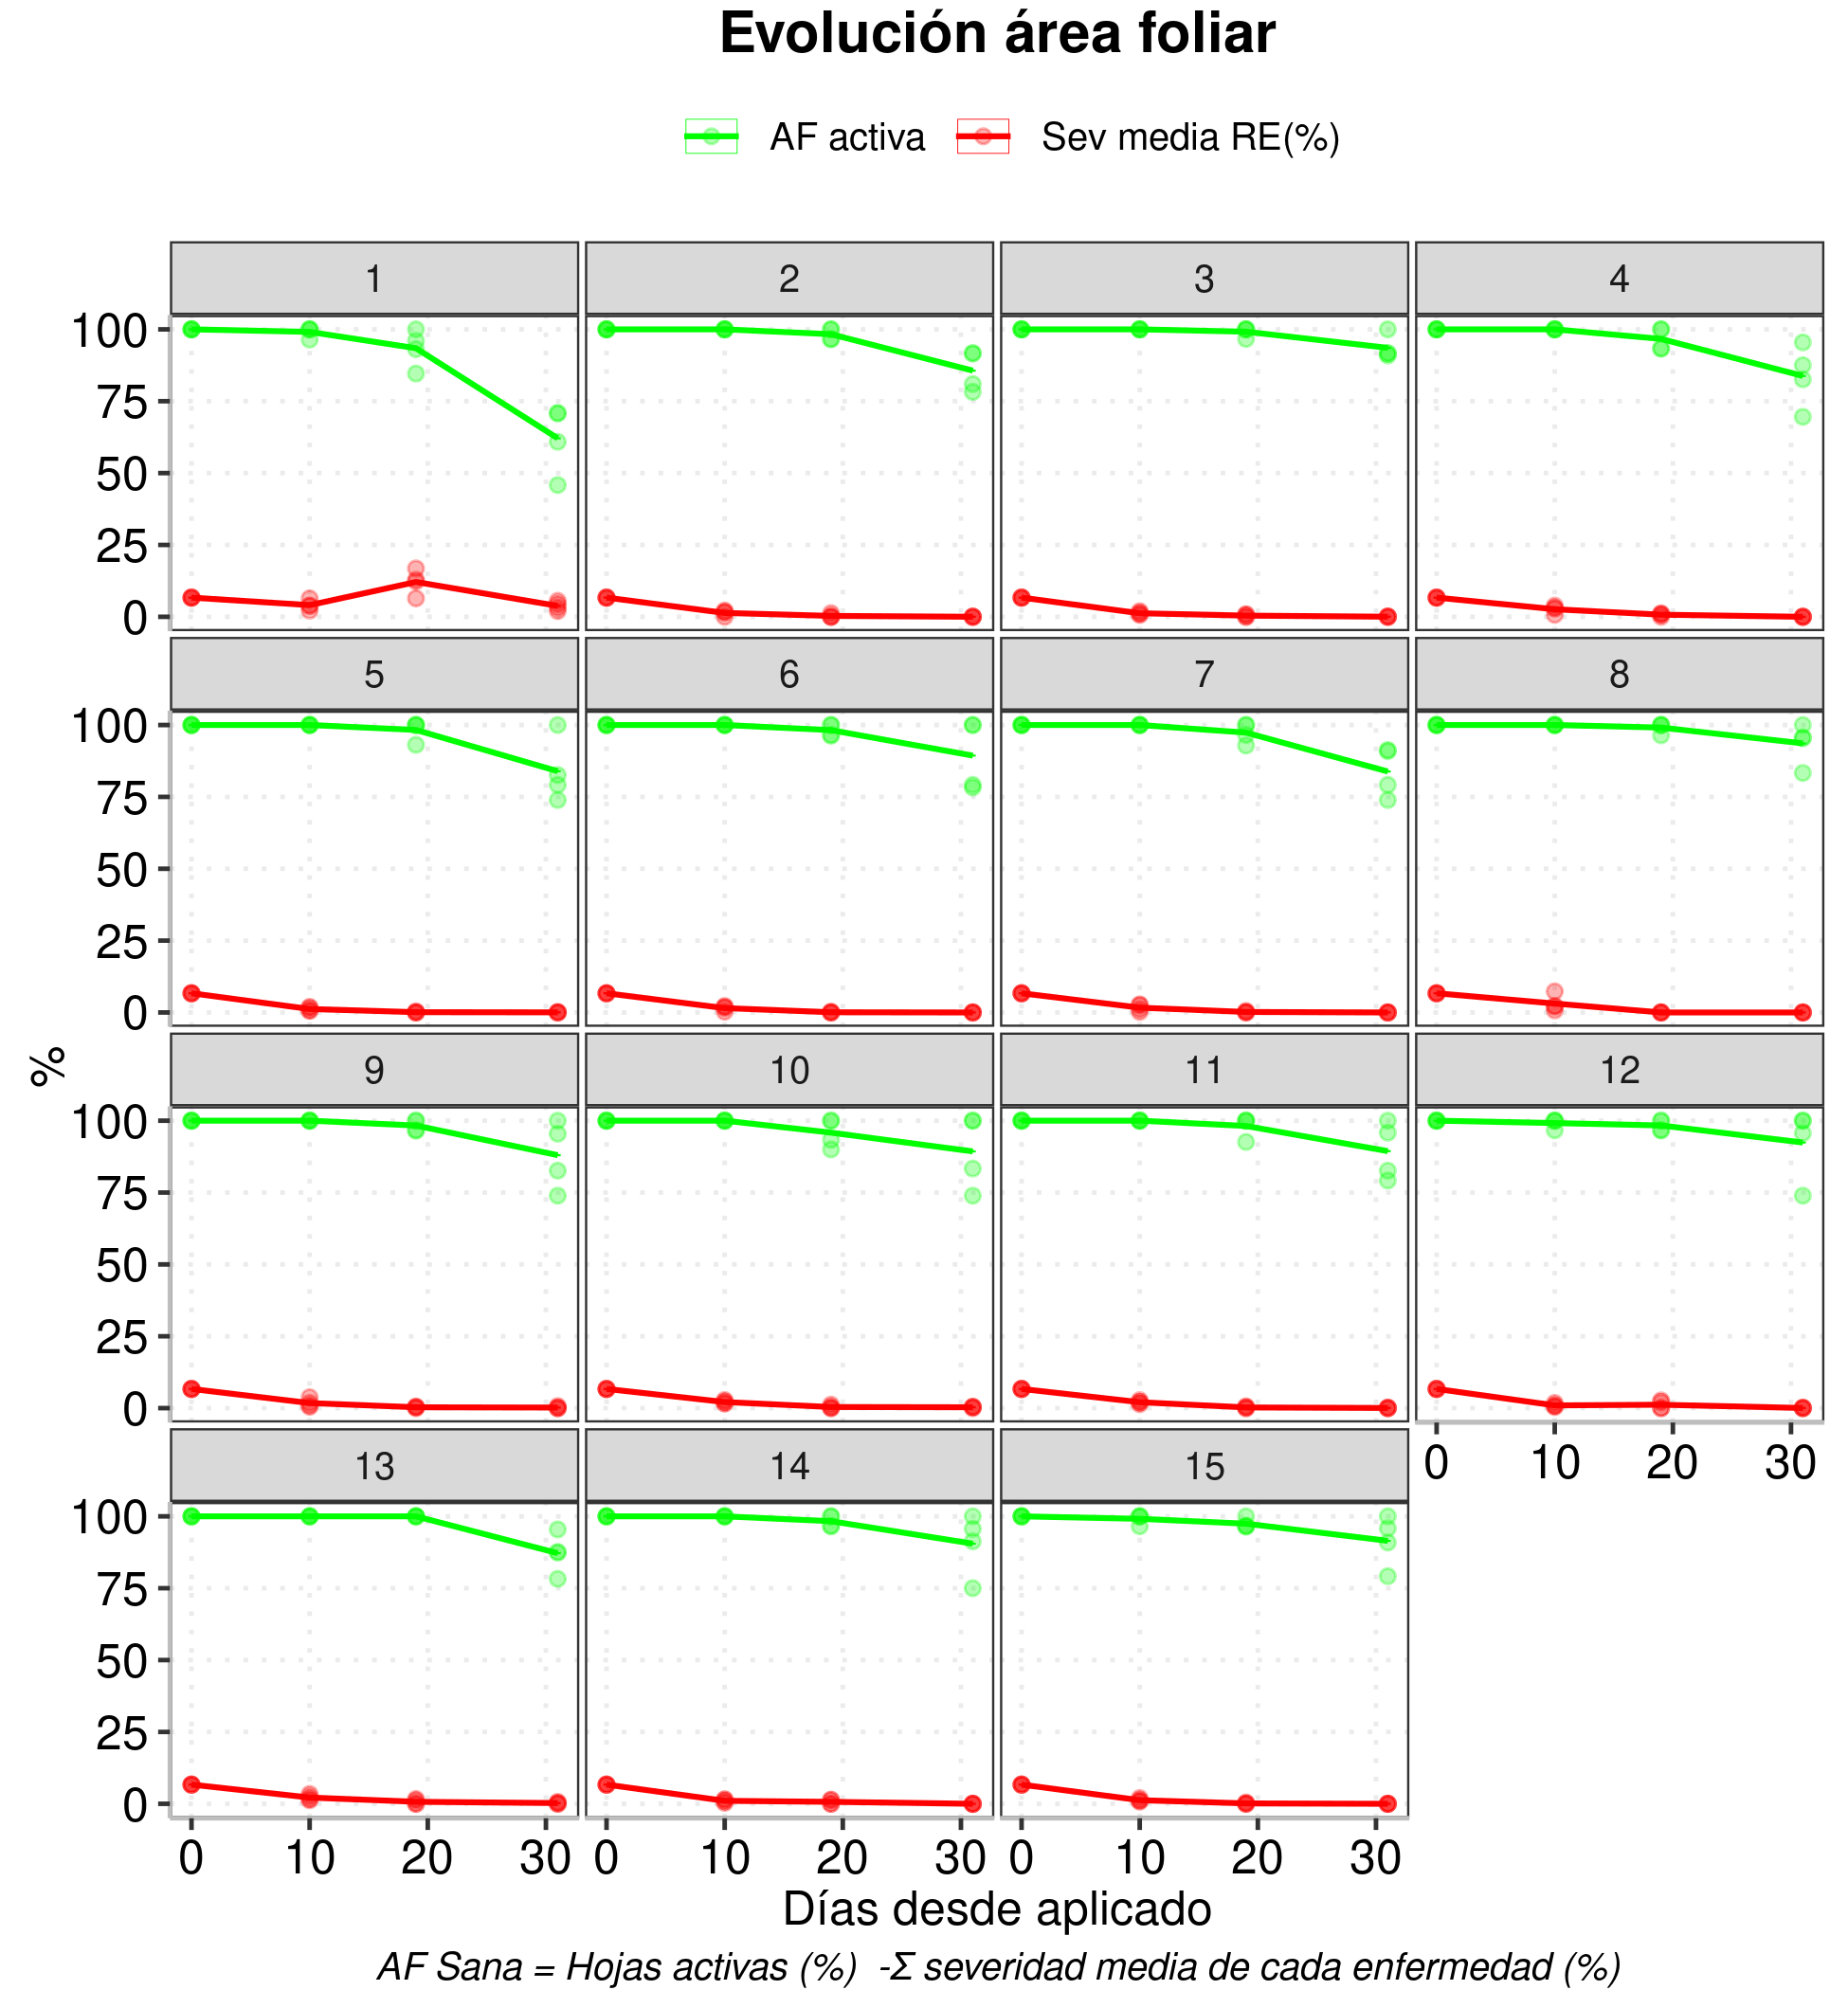 Evolución área foliar
AF activa Sev media RE(%)
1 2 3 4
100
75
50
25
0
5 6 7 8
100
75
50
25
0
%
9 10 11 12
100
75
50
25
0
0 10 20 30
13 14 15
100
75
50
25
0
0 10 20 30 0 10 20 30 0 10 20 30
Días desde aplicado
AF Sana = Hojas activas (%) -Σ severidad media de cada enfermedad (%)